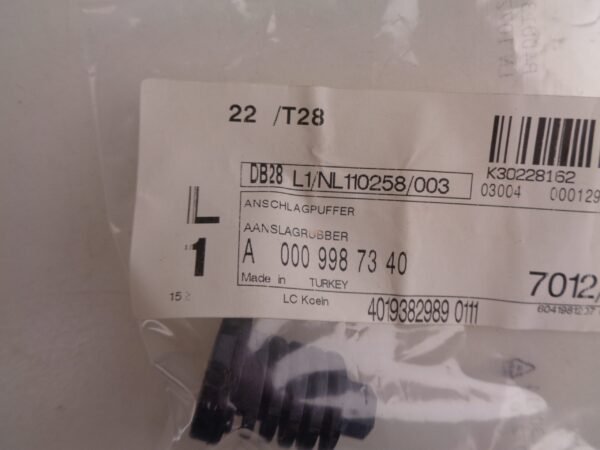 22 /T28
K30228162
03004 000129
DB28 L1/NL110258/003
L
1
ANSCHLAGPUFFER
AANSLAGRUBBER
A 000 998 73 40
Made in TURKEY
7012/
LC Koeln
4019382989 0111